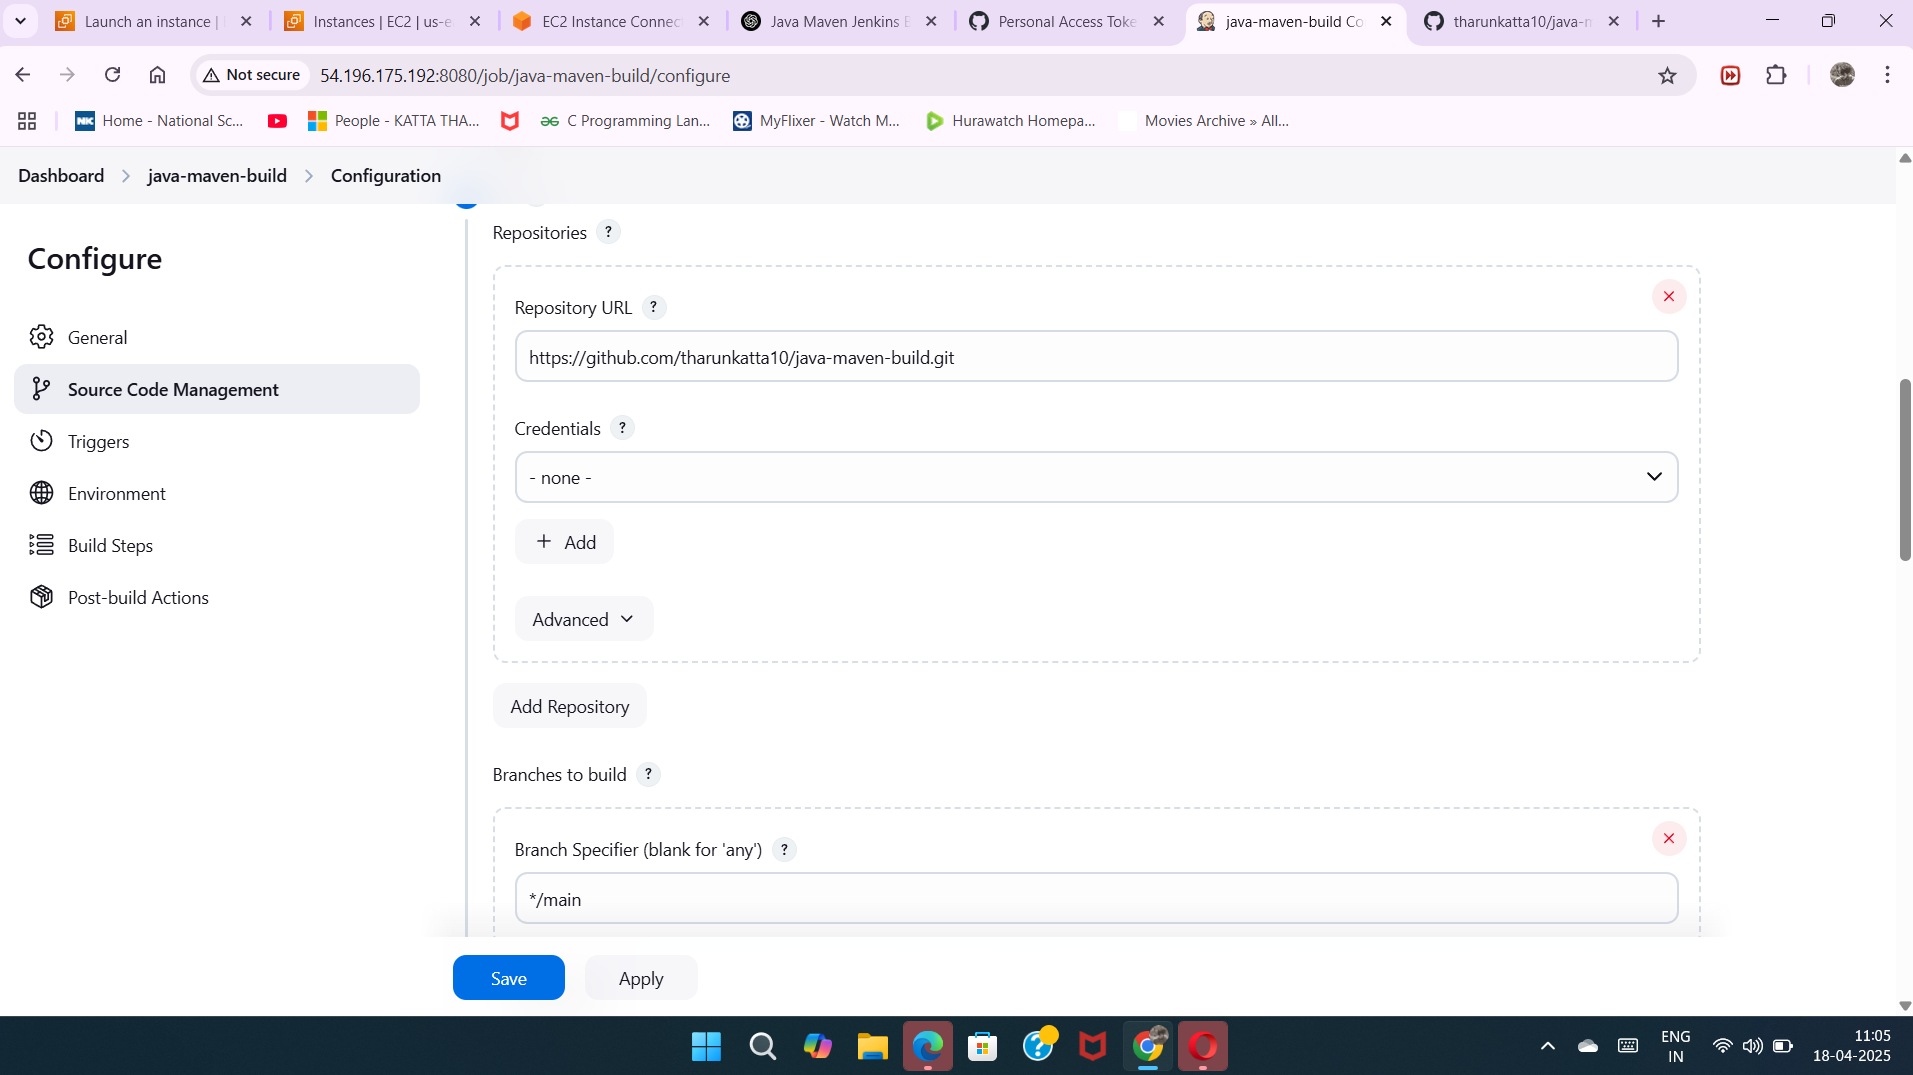 Launch an instance |
Instances | EC2 | us-e
EC2 Instance Connect
Java Maven Jenkins
Personal Access Toke
java-maven-build Co
tharunkatta10/java-m
Not secure
54.196.175.192:8080/job/java-maven-build/configure
Home - National Sc...
People - KATTA THA...
C Programming Lan...
MyFlixer - Watch M...
Hurawatch Homepa...
Movies Archive » All...
Dashboard
java-maven-build
Configuration
Configure
General
Source Code Management
Triggers
Environment
Build Steps
Post-build Actions
Repositories ?
Repository URL ?
https://github.com/tharunkatta10/java-maven-build.git
Credentials ?
- none -
+ Add
Advanced
Add Repository
Branches to build ?
Branch Specifier (blank for 'any') ?
*/main
Save
Apply
ENG
IN
11:05
18-04-2025